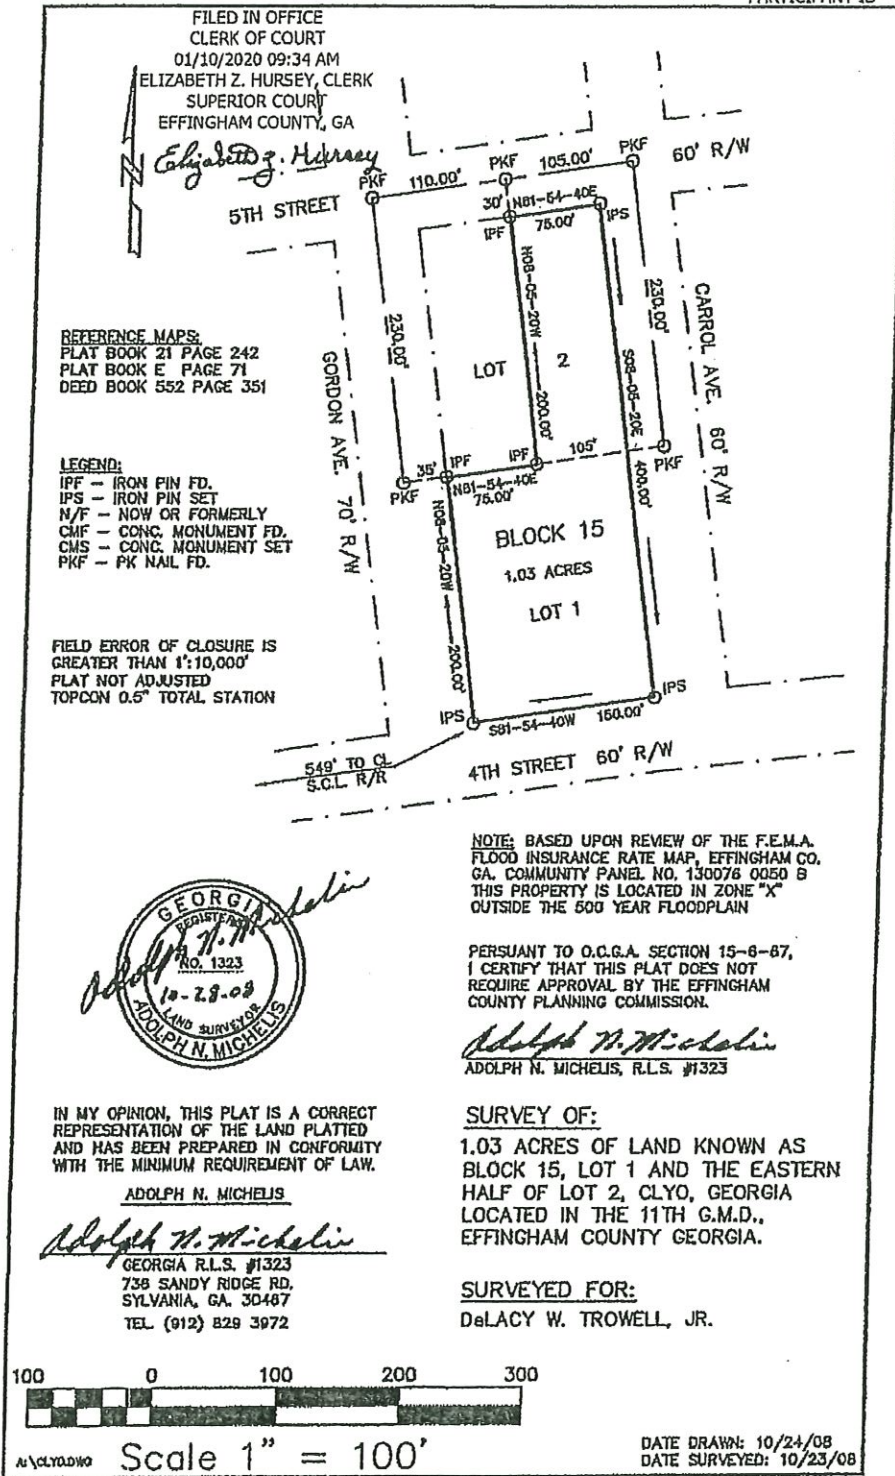 FILED IN OFFICE
CLERK OF COURT
01/10/2020 09:34 AM
ELIZABETH Z. HURSEY, CLERK
SUPERIOR COURT
EFFINGHAM COUNTY, GA
Elizabeth Z. Hursey
N
5TH STREET
PKF
110.00'
PKF
105.00'
PKF
60' R/W
30'
N81-54-40E
75.00'
IPF
IPS
230.00'
N08-05-20W
200.00'
230.00'
S08-05-20E
400.00'
LOT 2
GORDON AVE. 70' R/W
CARROL AVE. 60' R/W
REFERENCE MAPS:
PLAT BOOK 21 PAGE 242
PLAT BOOK E PAGE 71
DEED BOOK 552 PAGE 351
LEGEND:
IPF – IRON PIN FD.
IPS – IRON PIN SET
N/F – NOW OR FORMERLY
CMF – CONC. MONUMENT FD.
CMS – CONC. MONUMENT SET
PKF – PK NAIL FD.
PKF
35'
IPF
N81-54-40E
75.00'
IPF
105'
PKF
N08-05-20W
200.00'
BLOCK 15
1.03 ACRES
LOT 1
FIELD ERROR OF CLOSURE IS
GREATER THAN 1':10,000'
PLAT NOT ADJUSTED
TOPCON 0.5" TOTAL STATION
IPS
S81-54-40W
150.00'
IPS
549' TO CL
S.C.L. R/R
4TH STREET 60' R/W
NOTE: BASED UPON REVIEW OF THE F.E.M.A.
FLOOD INSURANCE RATE MAP, EFFINGHAM CO.
GA. COMMUNITY PANEL NO. 130076 0050 B
THIS PROPERTY IS LOCATED IN ZONE "X"
OUTSIDE THE 500 YEAR FLOODPLAIN
PERSUANT TO O.C.G.A. SECTION 15-6-67,
I CERTIFY THAT THIS PLAT DOES NOT
REQUIRE APPROVAL BY THE EFFINGHAM
COUNTY PLANNING COMMISSION.
Adolph N. Michelis
ADOLPH N. MICHELIS, R.L.S. #1323
GEORGIA
REGISTERED
NO. 1323
10-28-08
LAND SURVEYOR
ADOLPH N. MICHELIS
Adolph N. Michelis
IN MY OPINION, THIS PLAT IS A CORRECT
REPRESENTATION OF THE LAND PLATTED
AND HAS BEEN PREPARED IN CONFORMITY
WITH THE MINIMUM REQUIREMENT OF LAW.
ADOLPH N. MICHELIS
Adolph N. Michelis
GEORGIA R.L.S. #1323
738 SANDY RIDGE RD.
SYLVANIA, GA. 30467
TEL. (912) 829 3972
SURVEY OF:
1.03 ACRES OF LAND KNOWN AS
BLOCK 15, LOT 1 AND THE EASTERN
HALF OF LOT 2, CLYO, GEORGIA
LOCATED IN THE 11TH G.M.D.,
EFFINGHAM COUNTY GEORGIA.
SURVEYED FOR:
DeLACY W. TROWELL, JR.
100 0 100 200 300
A:\CLYO.DWG
Scale 1" = 100'
DATE DRAWN: 10/24/08
DATE SURVEYED: 10/23/08